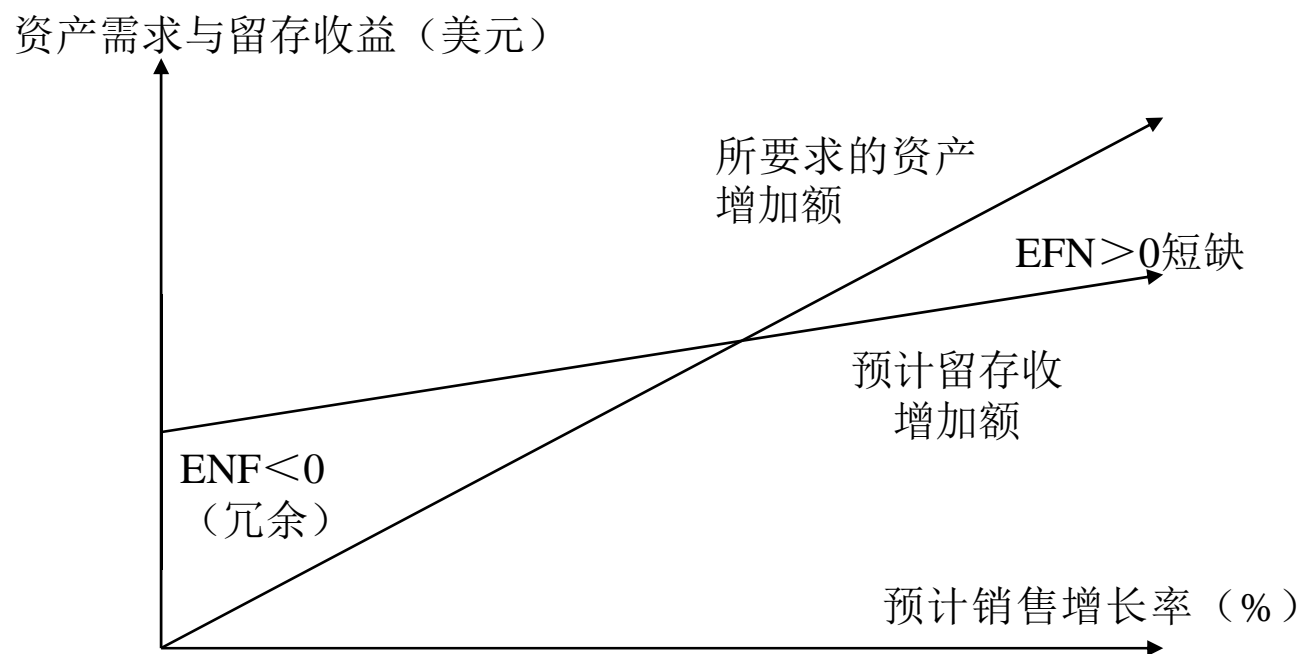 资产需求与留存收益（美元）
所要求的资产
增加额
EFN＞0短缺
预计留存收
增加额
ENF＜0
（冗余）
预计销售增长率（%）